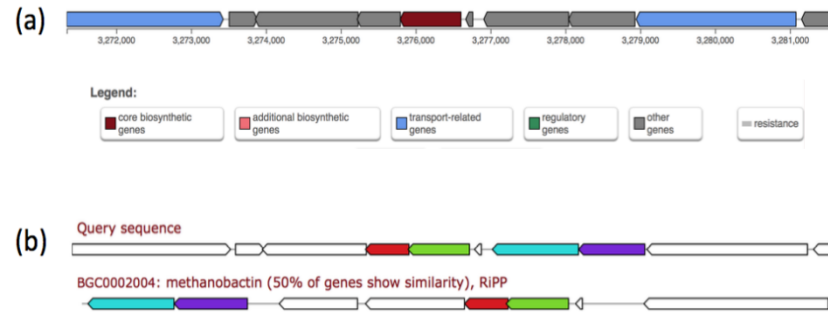 (a)
3,272,000 3,273,000 3,274,000 3,275,000 3,276,000 3,277,000 3,278,000 3,279,000 3,280,000 3,281,000
Legend:
core biosynthetic genes
additional biosynthetic genes
transport-related genes
regulatory genes
other genes
resistance
(b)
Query sequence
BGC0002004: methanobactin (50% of genes show similarity), RiPP